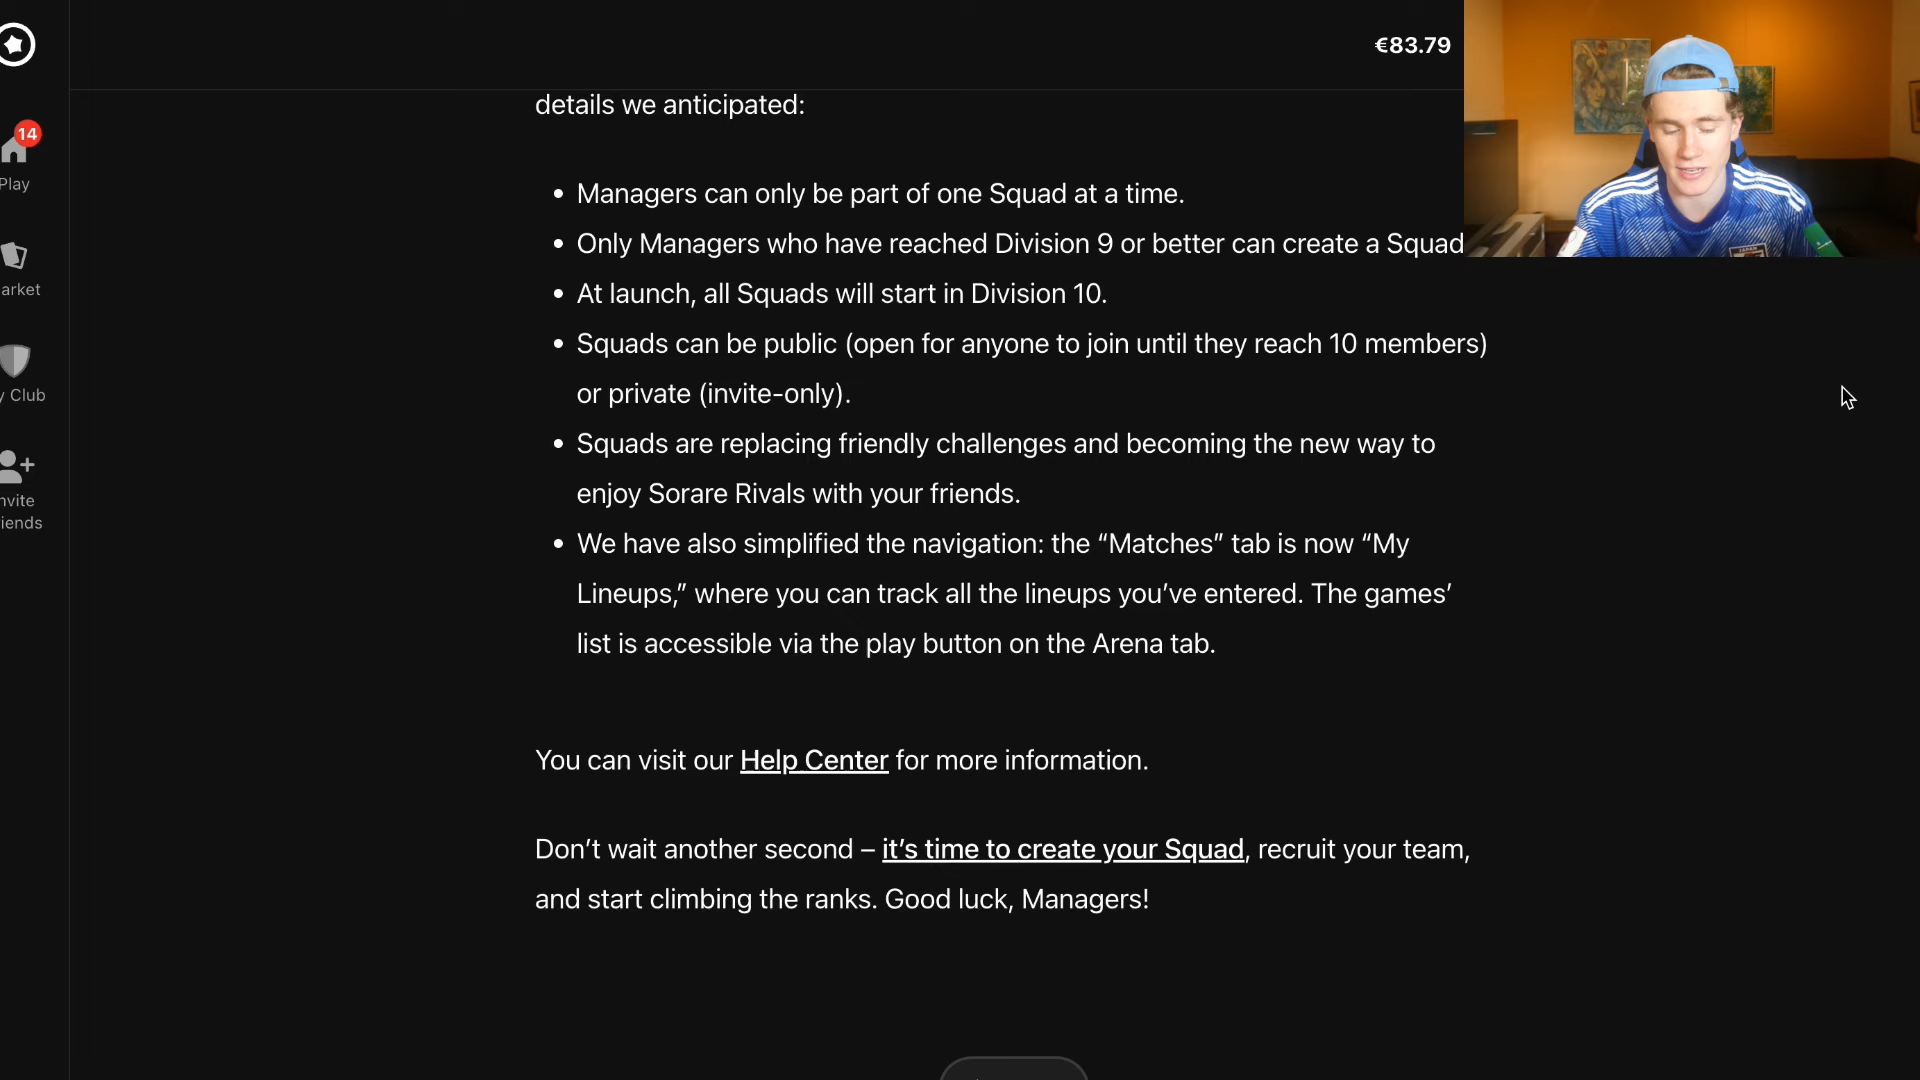 €83.79
14
Play
arket
y Club
nvite
iends
details we anticipated:
• Managers can only be part of one Squad at a time.
• Only Managers who have reached Division 9 or better can create a Squad
• At launch, all Squads will start in Division 10.
• Squads can be public (open for anyone to join until they reach 10 members)
or private (invite-only).
• Squads are replacing friendly challenges and becoming the new way to
enjoy Sorare Rivals with your friends.
• We have also simplified the navigation: the “Matches” tab is now “My
Lineups,” where you can track all the lineups you’ve entered. The games’
list is accessible via the play button on the Arena tab.
You can visit our Help Center for more information.
Don’t wait another second – it’s time to create your Squad, recruit your team,
and start climbing the ranks. Good luck, Managers!
JAPAN